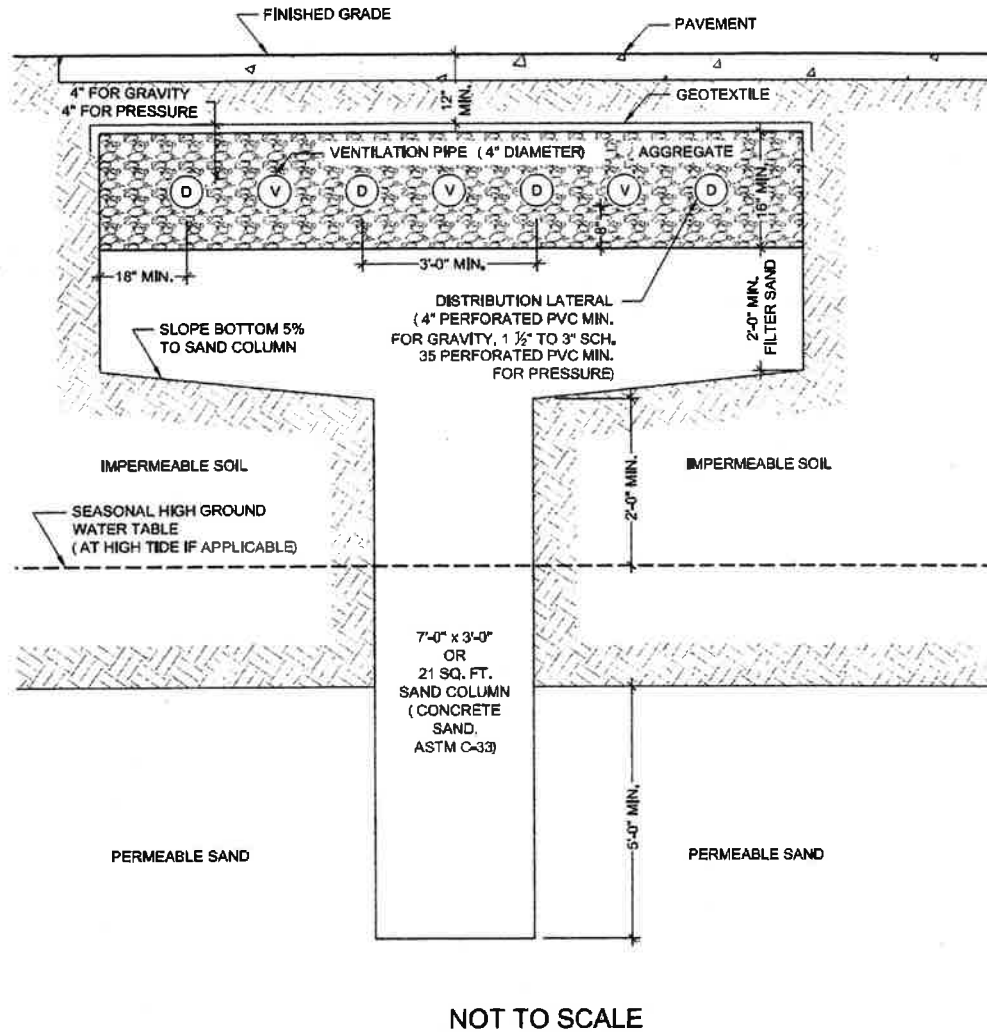 FINISHED GRADE
PAVEMENT
4" FOR GRAVITY
4" FOR PRESSURE
12"
MIN.
GEOTEXTILE
VENTILATION PIPE ( 4" DIAMETER)
AGGREGATE
D
V
D
V
D
V
D
16" MIN.
8"
18" MIN.
3'-0" MIN.
DISTRIBUTION LATERAL
( 4" PERFORATED PVC MIN.
FOR GRAVITY, 1 ½" TO 3" SCH.
35 PERFORATED PVC MIN.
FOR PRESSURE)
2'-0" MIN.
FILTER SAND
SLOPE BOTTOM 5%
TO SAND COLUMN
IMPERMEABLE SOIL
IMPERMEABLE SOIL
2'-0" MIN.
SEASONAL HIGH GROUND
WATER TABLE
( AT HIGH TIDE IF APPLICABLE)
7'-0" x 3'-0"
OR
21 SQ. FT.
SAND COLUMN
( CONCRETE
SAND,
ASTM C-33)
5'-0" MIN.
PERMEABLE SAND
PERMEABLE SAND
NOT TO SCALE